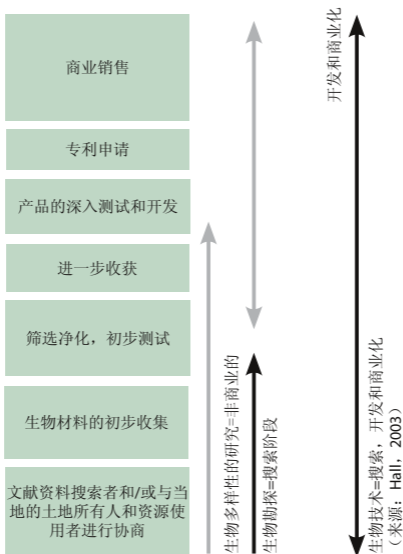 商业销售
专利申请
产品的深入测试和开发
进一步收获
筛选净化，初步测试
生物材料的初步收集
文献资料搜索者和/或与当
地的土地所有人和资源使
用者进行协商
生物多样性的研究=非商业的
生物勘探=搜索阶段
开发和商业化
生物技术=搜索，开发和商业化
（来源：Hall，2003）